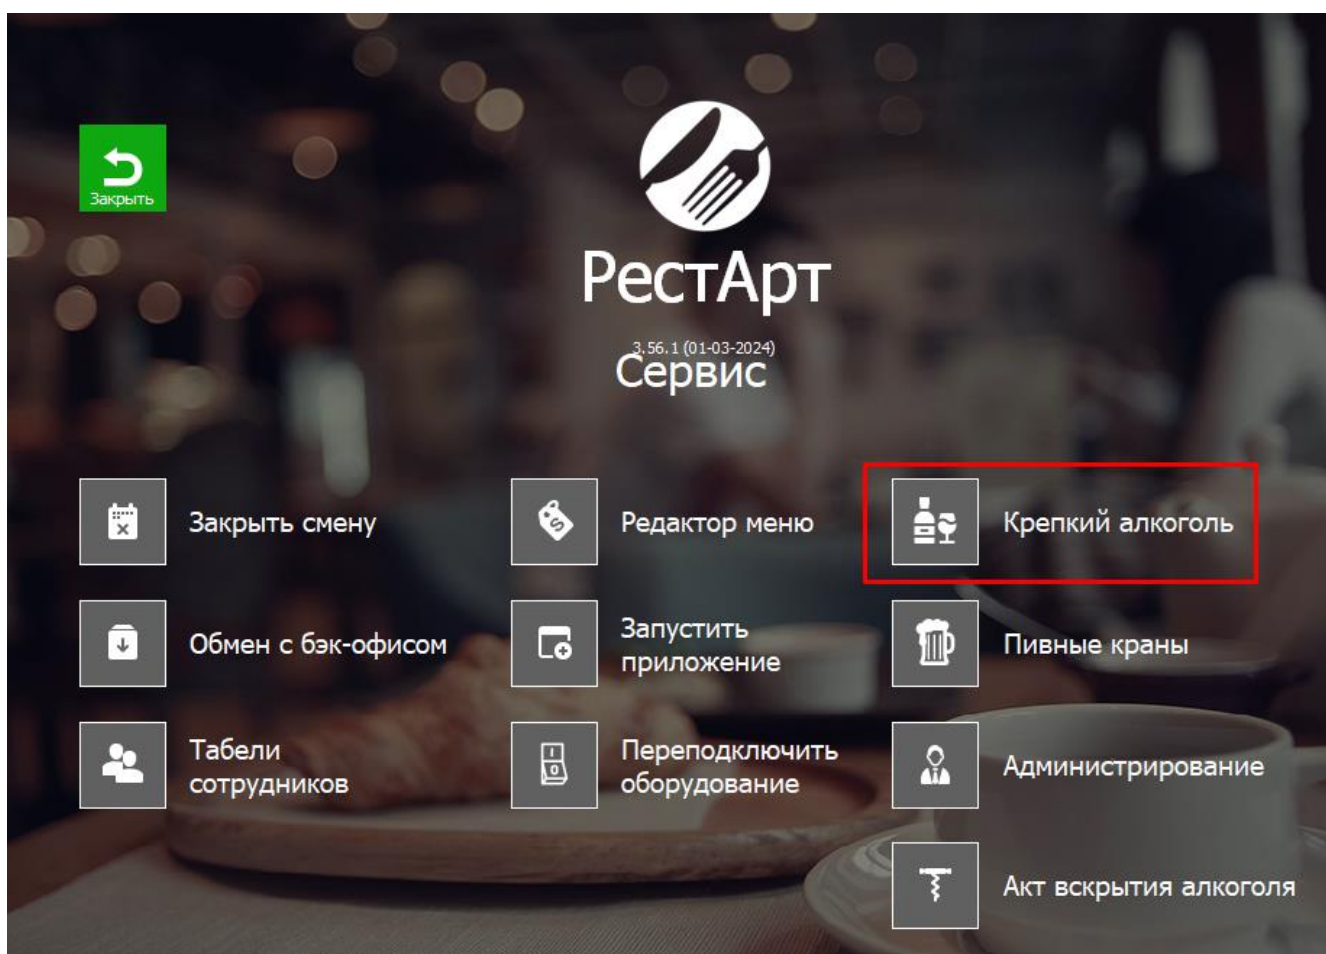 Закрыть
РестАрт
3.56.1 (01-03-2024)
Сервис
Закрыть смену
Редактор меню
Крепкий алкоголь
Обмен с бэк-офисом
Запустить
приложение
Пивные краны
Табели
сотрудников
Переподключить
оборудование
Администрирование
Акт вскрытия алкоголя